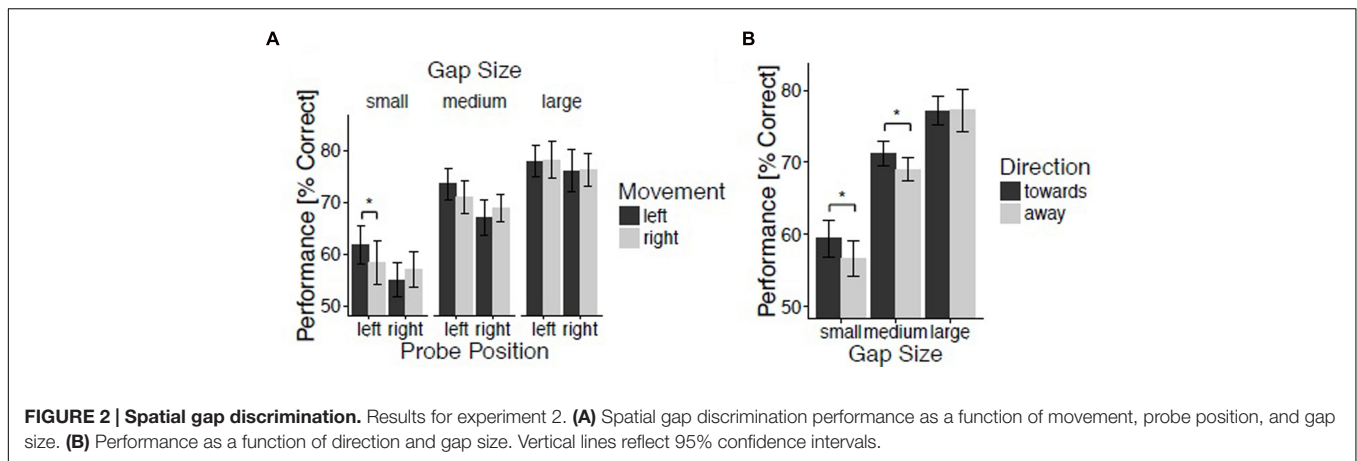 A
Gap Size
small medium large
Performance [% Correct]
80
70
60
50
*
left right left right left right
Probe Position
Movement
left
right
B
Performance [% Correct]
80
70
60
50
*
*
small medium large
Gap Size
Direction
towards
away
FIGURE 2 | Spatial gap discrimination. Results for experiment 2. (A) Spatial gap discrimination performance as a function of movement, probe position, and gap
size. (B) Performance as a function of direction and gap size. Vertical lines reflect 95% confidence intervals.